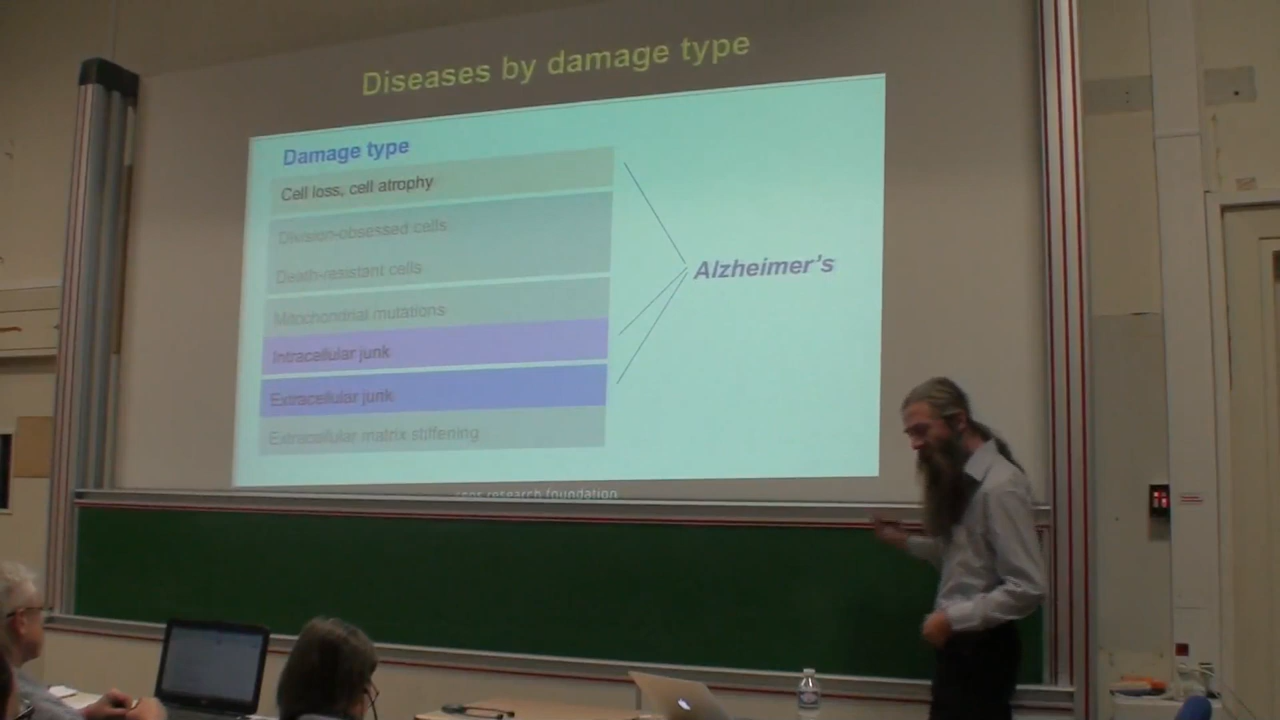 Diseases by damage type
Damage type
Cell loss, cell atrophy
Division-obsessed cells
Death-resistant cells
Mitochondrial mutations
Intracellular junk
Extracellular junk
Extracellular matrix stiffening
Alzheimer's
research foundation